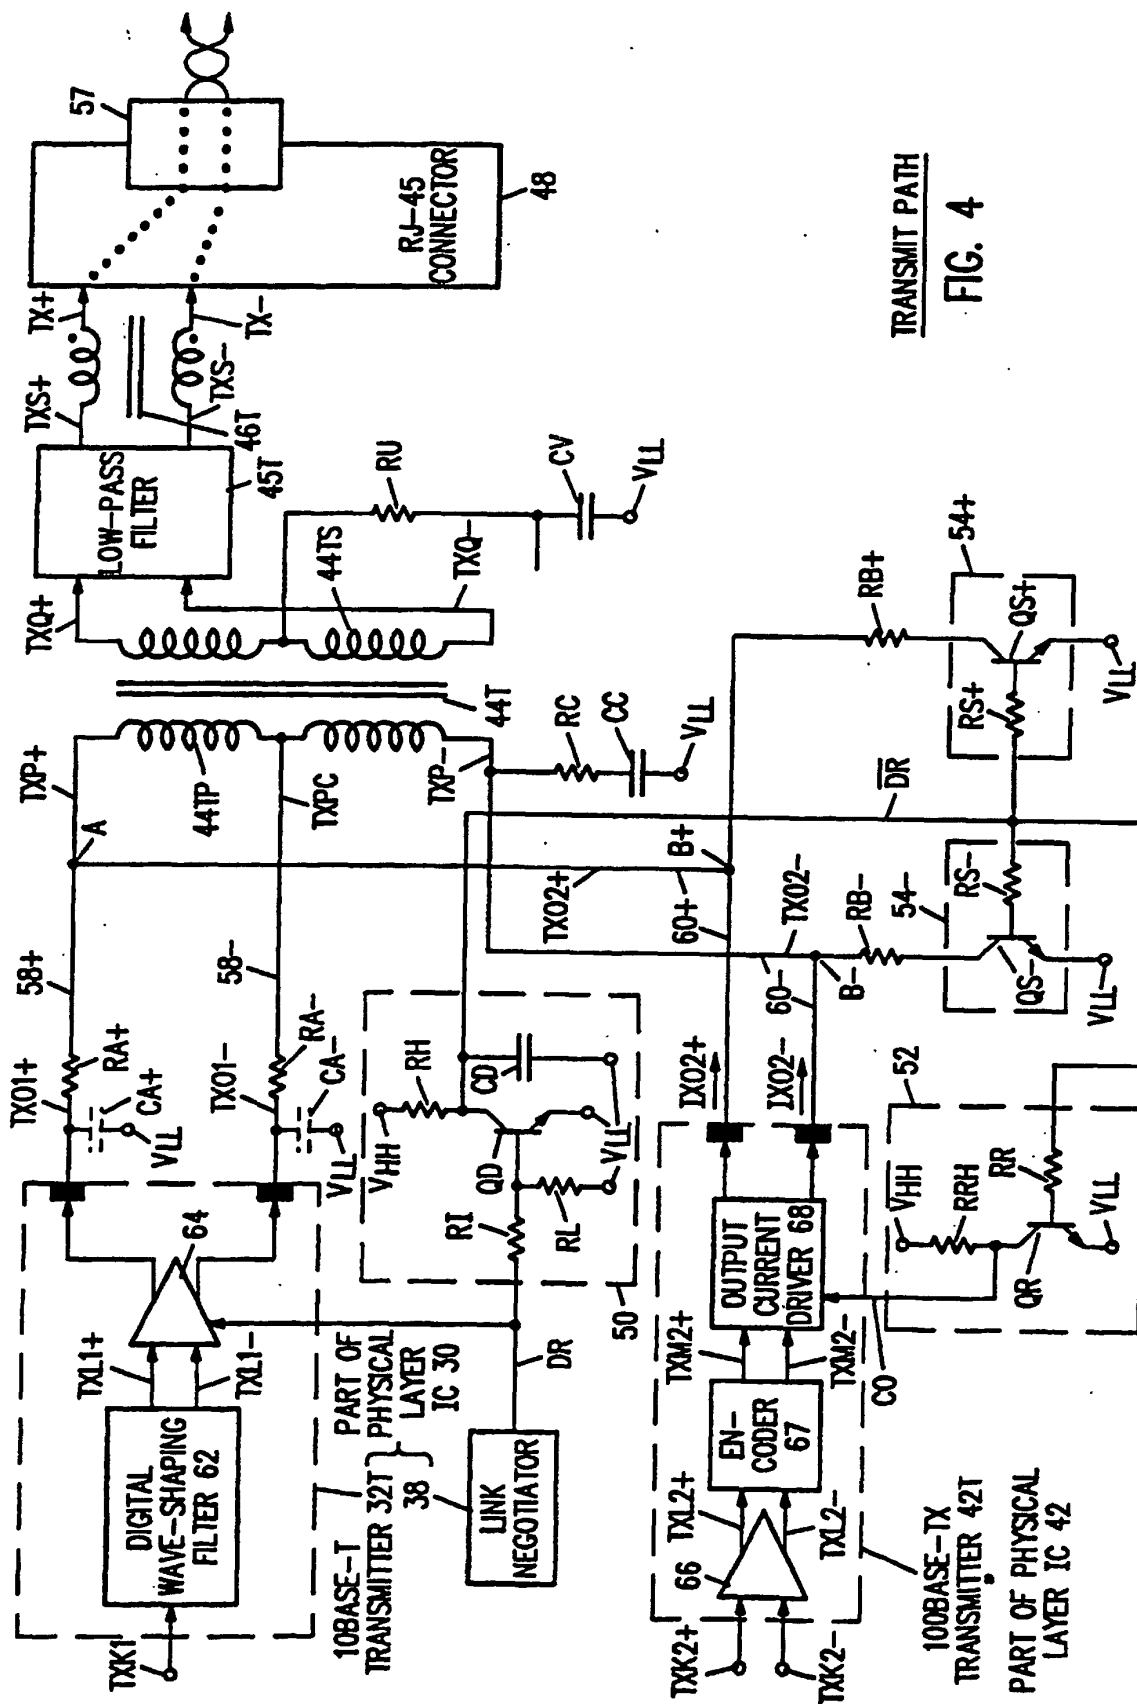 TXK1
DIGITAL
WAVE-SHAPING
FILTER 62
TXL1+
TXL1-
64
10BASE-T
TRANSMITTER 32T
38
PART OF
PHYSICAL
LAYER
IC 30
LINK
NEGOTIATOR
DR
TXO1+
RA+
CA+
VLL
58+
TXO1-
RA-
CA-
VLL
58-
A
TXP+
44TP
TXPC
TXP-
44T
44TS
TXQ+
TXQ-
LOW-PASS
FILTER
45T
TXS+
TXS-
46T
TX+
TX-
RJ-45
CONNECTOR
48
57
RU
CV
VLL
RC
CC
VLL
VHH
RH
QD
CD
RI
RL
VLL
50
TXO2+
60+
B+
TXO2-
60-
B-
DR
RB+
RB-
54+
QS+
RS+
VLL
54-
RS-
QS-
VLL
IXO2+
IXO2-
52
VHH
RRH
RR
QR
VLL
CO
OUTPUT
CURRENT
DRIVER 68
TXM2+
TXM2-
EN-
CODER
67
TXL2+
TXL2-
66
TXK2+
TXK2-
100BASE-TX
TRANSMITTER 42T
PART OF PHYSICAL
LAYER IC 42
TRANSMIT PATH
FIG. 4